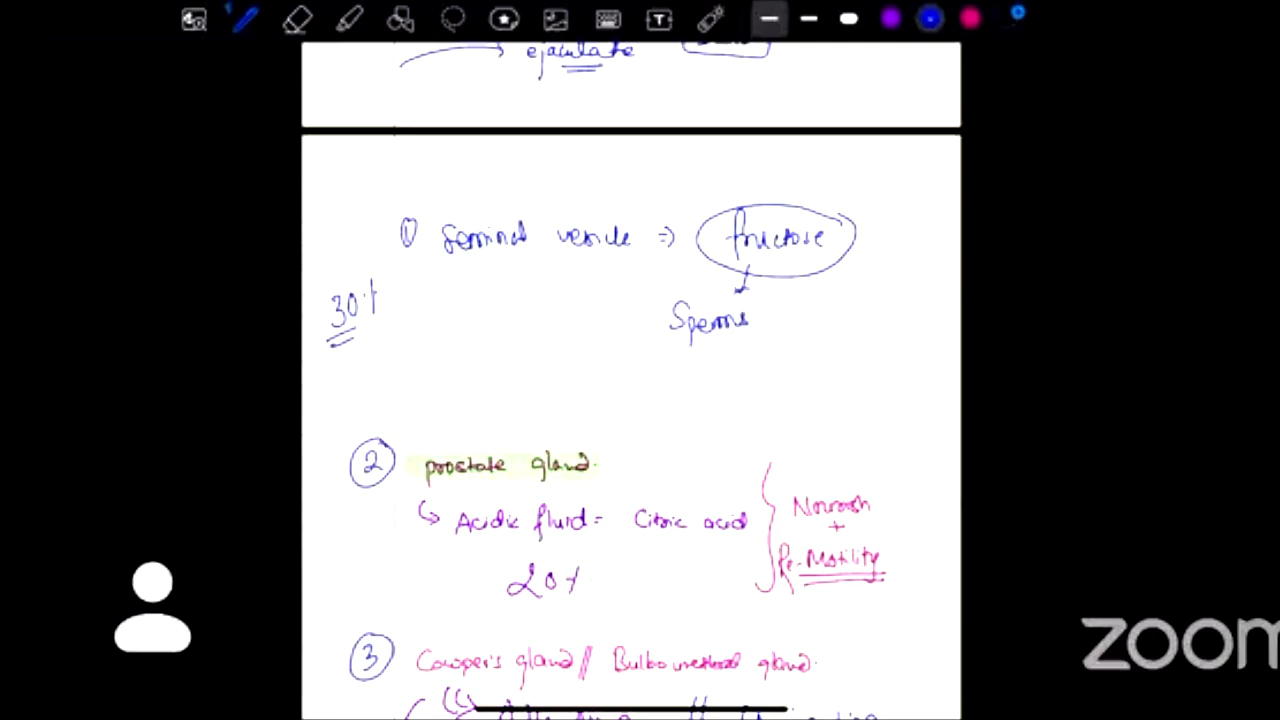 ejaculate
① Seminal vesicle ⇒ fructose
30%
Sperms
② prostate gland.
↳ Acidic fluid = Citric acid
Nourish
+
Motility
20%
③ Cowper's gland // Bulbourethral gland.
zoom